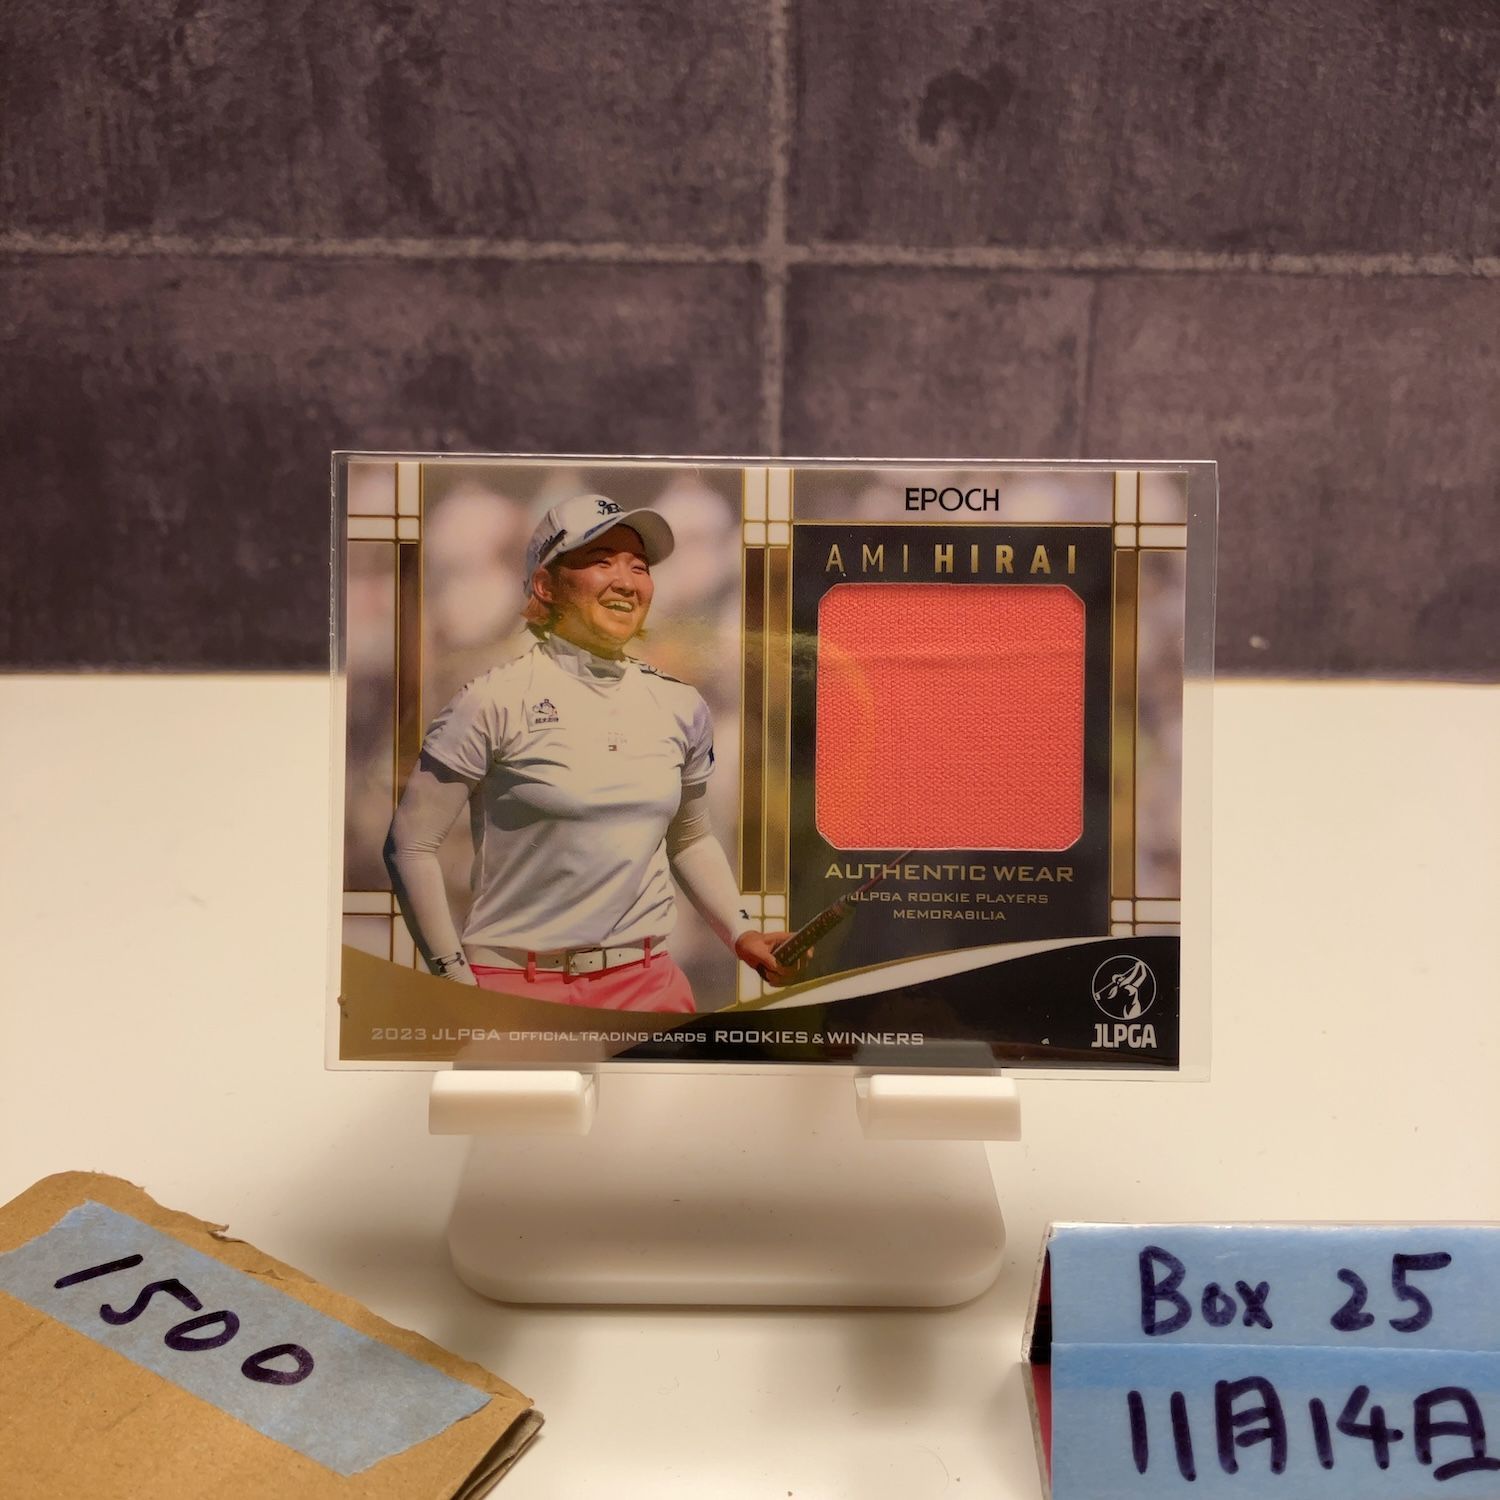 EPOCH
AMI HIRAI
AUTHENTIC WEAR
JLPGA ROOKIE PLAYERS
MEMORABILIA
JLPGA
2023 JLPGA OFFICIAL TRADING CARDS ROOKIES & WINNERS
1500
Box 25
11月14日